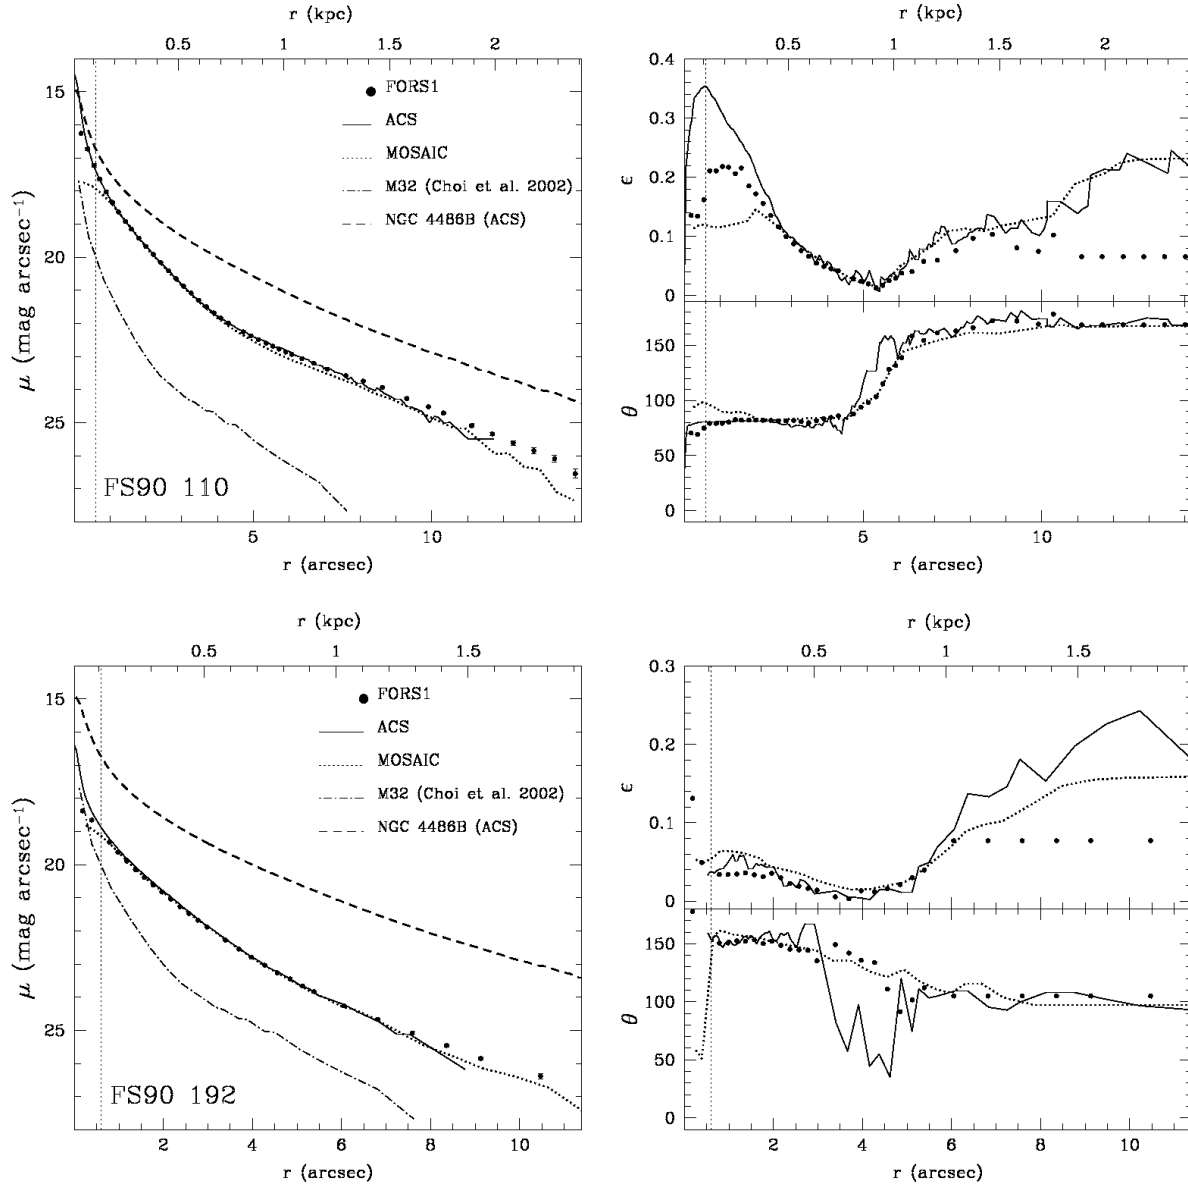 r (kpc)
0.5 1 1.5 2
15
20
25
μ (mag arcsec⁻¹)
FORS1
ACS
MOSAIC
M32 (Choi et al. 2002)
NGC 4486B (ACS)
FS90 110
5 10
r (arcsec)
r (kpc)
0.5 1 1.5 2
0.4
0.3
0.2
0.1
0
ε
150
100
50
0
θ
0 5 10
r (arcsec)
r (kpc)
0.5 1 1.5
15
20
25
μ (mag arcsec⁻¹)
FORS1
ACS
MOSAIC
M32 (Choi et al. 2002)
NGC 4486B (ACS)
FS90 192
2 4 6 8 10
r (arcsec)
r (kpc)
0.5 1 1.5
0.3
0.2
0.1
0
ε
150
100
50
0
θ
0 2 4 6 8 10
r (arcsec)